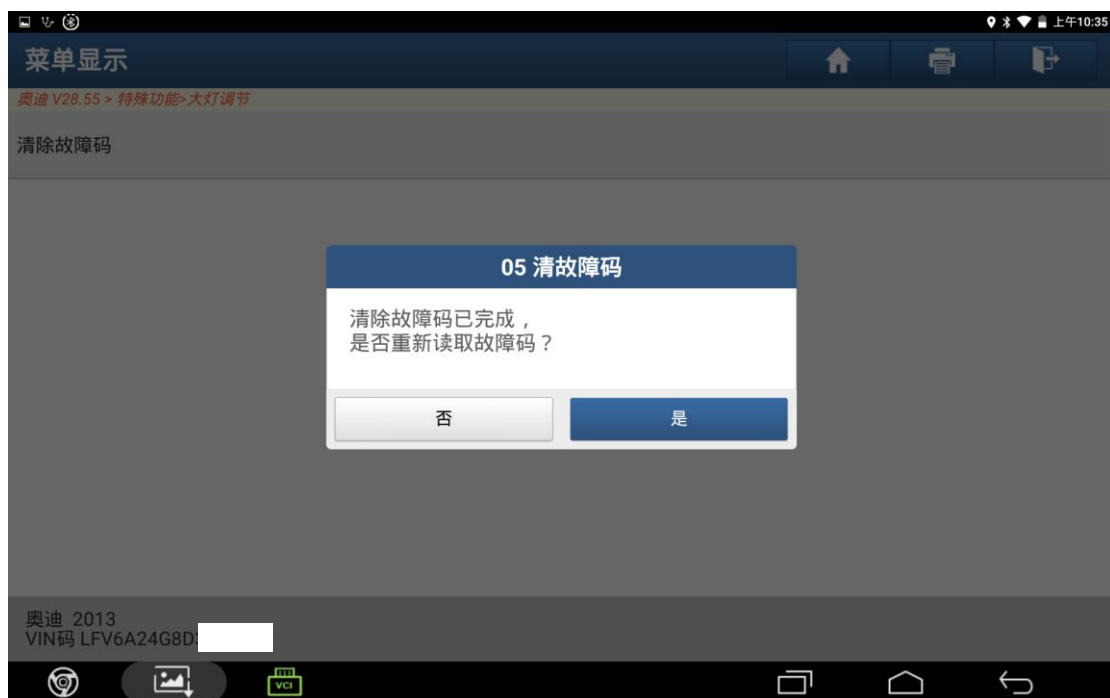 上午10:35
菜单显示
奥迪 V28.55 > 特殊功能>大灯调节
清除故障码
05 清故障码
清除故障码已完成，
是否重新读取故障码？
否
是
奥迪 2013
VIN码 LFV6A24G8D
VCI